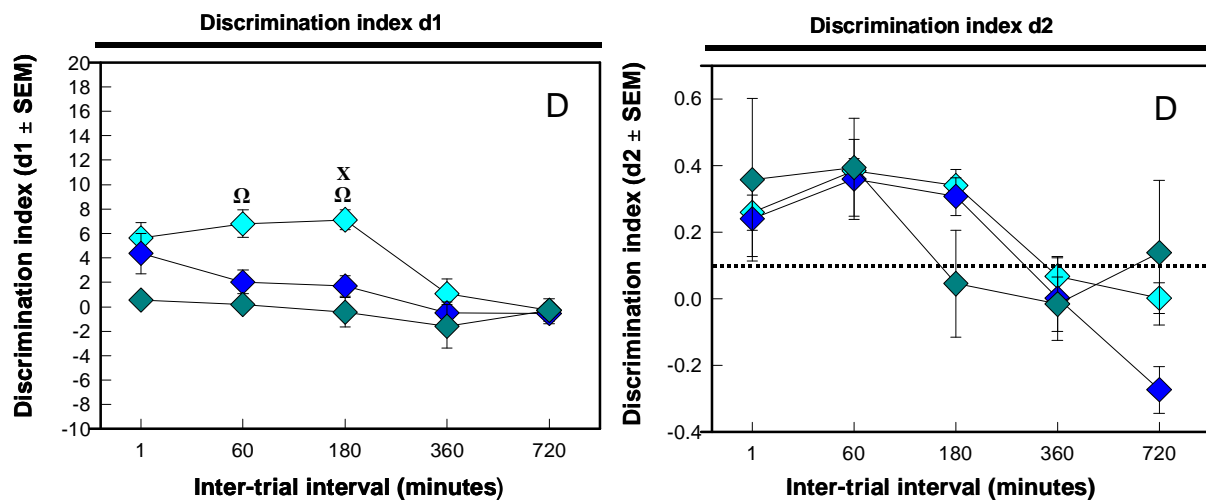 Discrimination index d1
Discrimination index (d1 ± SEM)
20
18
16
14
12
10
8
6
4
2
0
-2
-4
-6
-8
-10
D
Ω
X
Ω
1 60 180 360 720
Inter-trial interval (minutes)
Discrimination index d2
Discrimination index (d2 ± SEM)
0.6
0.4
0.2
0.0
-0.2
-0.4
D
1 60 180 360 720
Inter-trial interval (minutes)